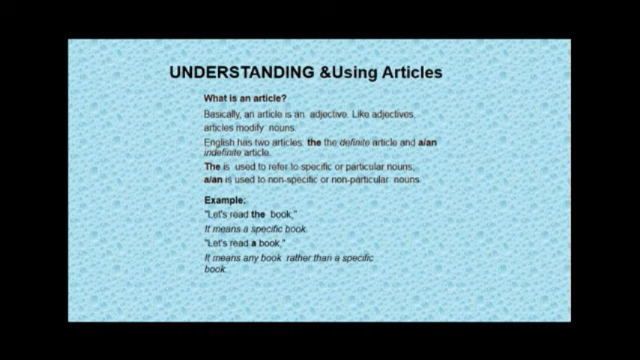 UNDERSTANDING &Using Articles
What is an article?
Basically, an article is an adjective. Like adjectives,
articles modify nouns.
English has two articles: the the definite article and a/an
indefinite article.
The is used to refer to specific or particular nouns;
a/an is used to non-specific or non-particular nouns
Example:
"Let's read the book,"
It means a specific book.
"Let's read a book,"
It means any book rather than a specific
book.